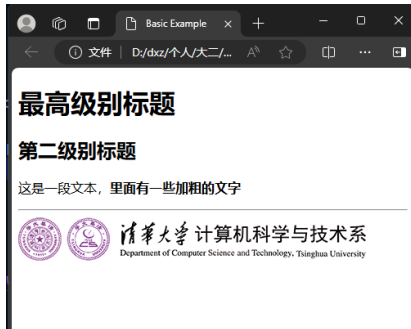 Basic Example
文件 | D:/dxz/个人/大二/...
最高级别标题
第二级别标题
这是一段文本，里面有一些加粗的文字
清华大学 计算机科学与技术系
Department of Computer Science and Technology, Tsinghua University